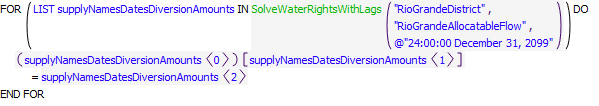 FOR ( LIST supplyNamesDatesDiversionAmounts IN SolveWaterRightsWithLags ( "RioGrandeDistrict" , "RioGrandeAllocatableFlow" , @"24:00:00 December 31, 2099" ) ) DO
( supplyNamesDatesDiversionAmounts 〈0〉 ) [ supplyNamesDatesDiversionAmounts 〈1〉 ]
= supplyNamesDatesDiversionAmounts 〈2〉
END FOR